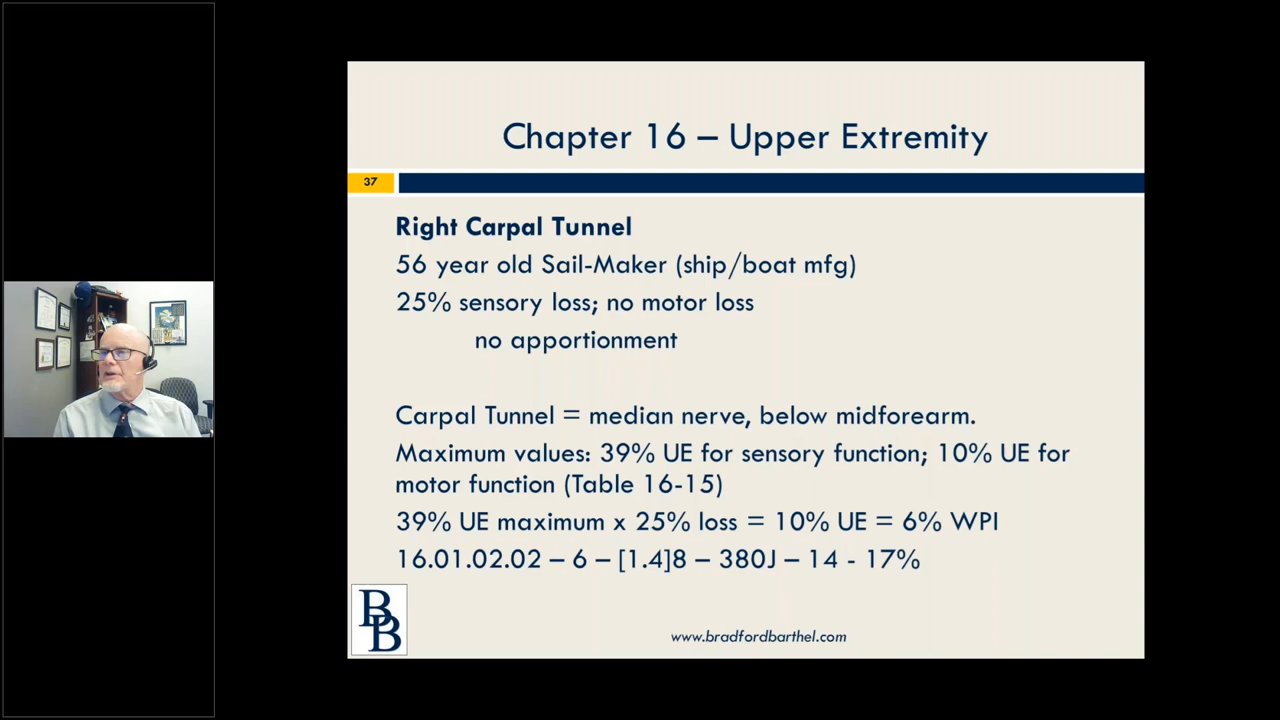 Chapter 16 – Upper Extremity
37
Right Carpal Tunnel
56 year old Sail-Maker (ship/boat mfg)
25% sensory loss; no motor loss
no apportionment
Carpal Tunnel = median nerve, below midforearm.
Maximum values: 39% UE for sensory function; 10% UE for
motor function (Table 16-15)
39% UE maximum x 25% loss = 10% UE = 6% WPI
16.01.02.02 – 6 – [1.4]8 – 380J – 14 - 17%
BB
www.bradfordbarthel.com